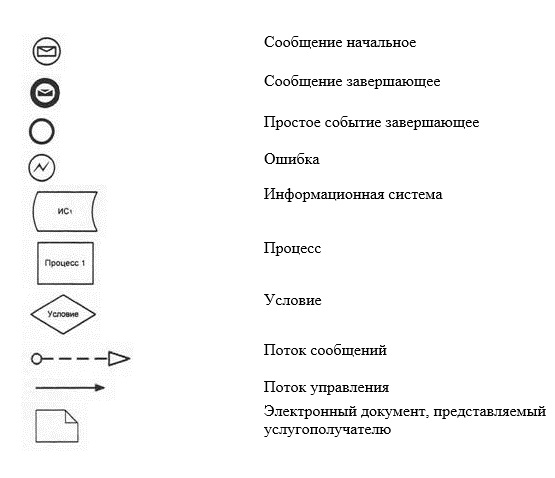 Сообщение начальное
Сообщение завершающее
Простое событие завершающее
Ошибка
ИС1
Информационная система
Процесс 1
Процесс
Условие
Условие
Поток сообщений
Поток управления
Электронный документ, представляемый
услугополучателю